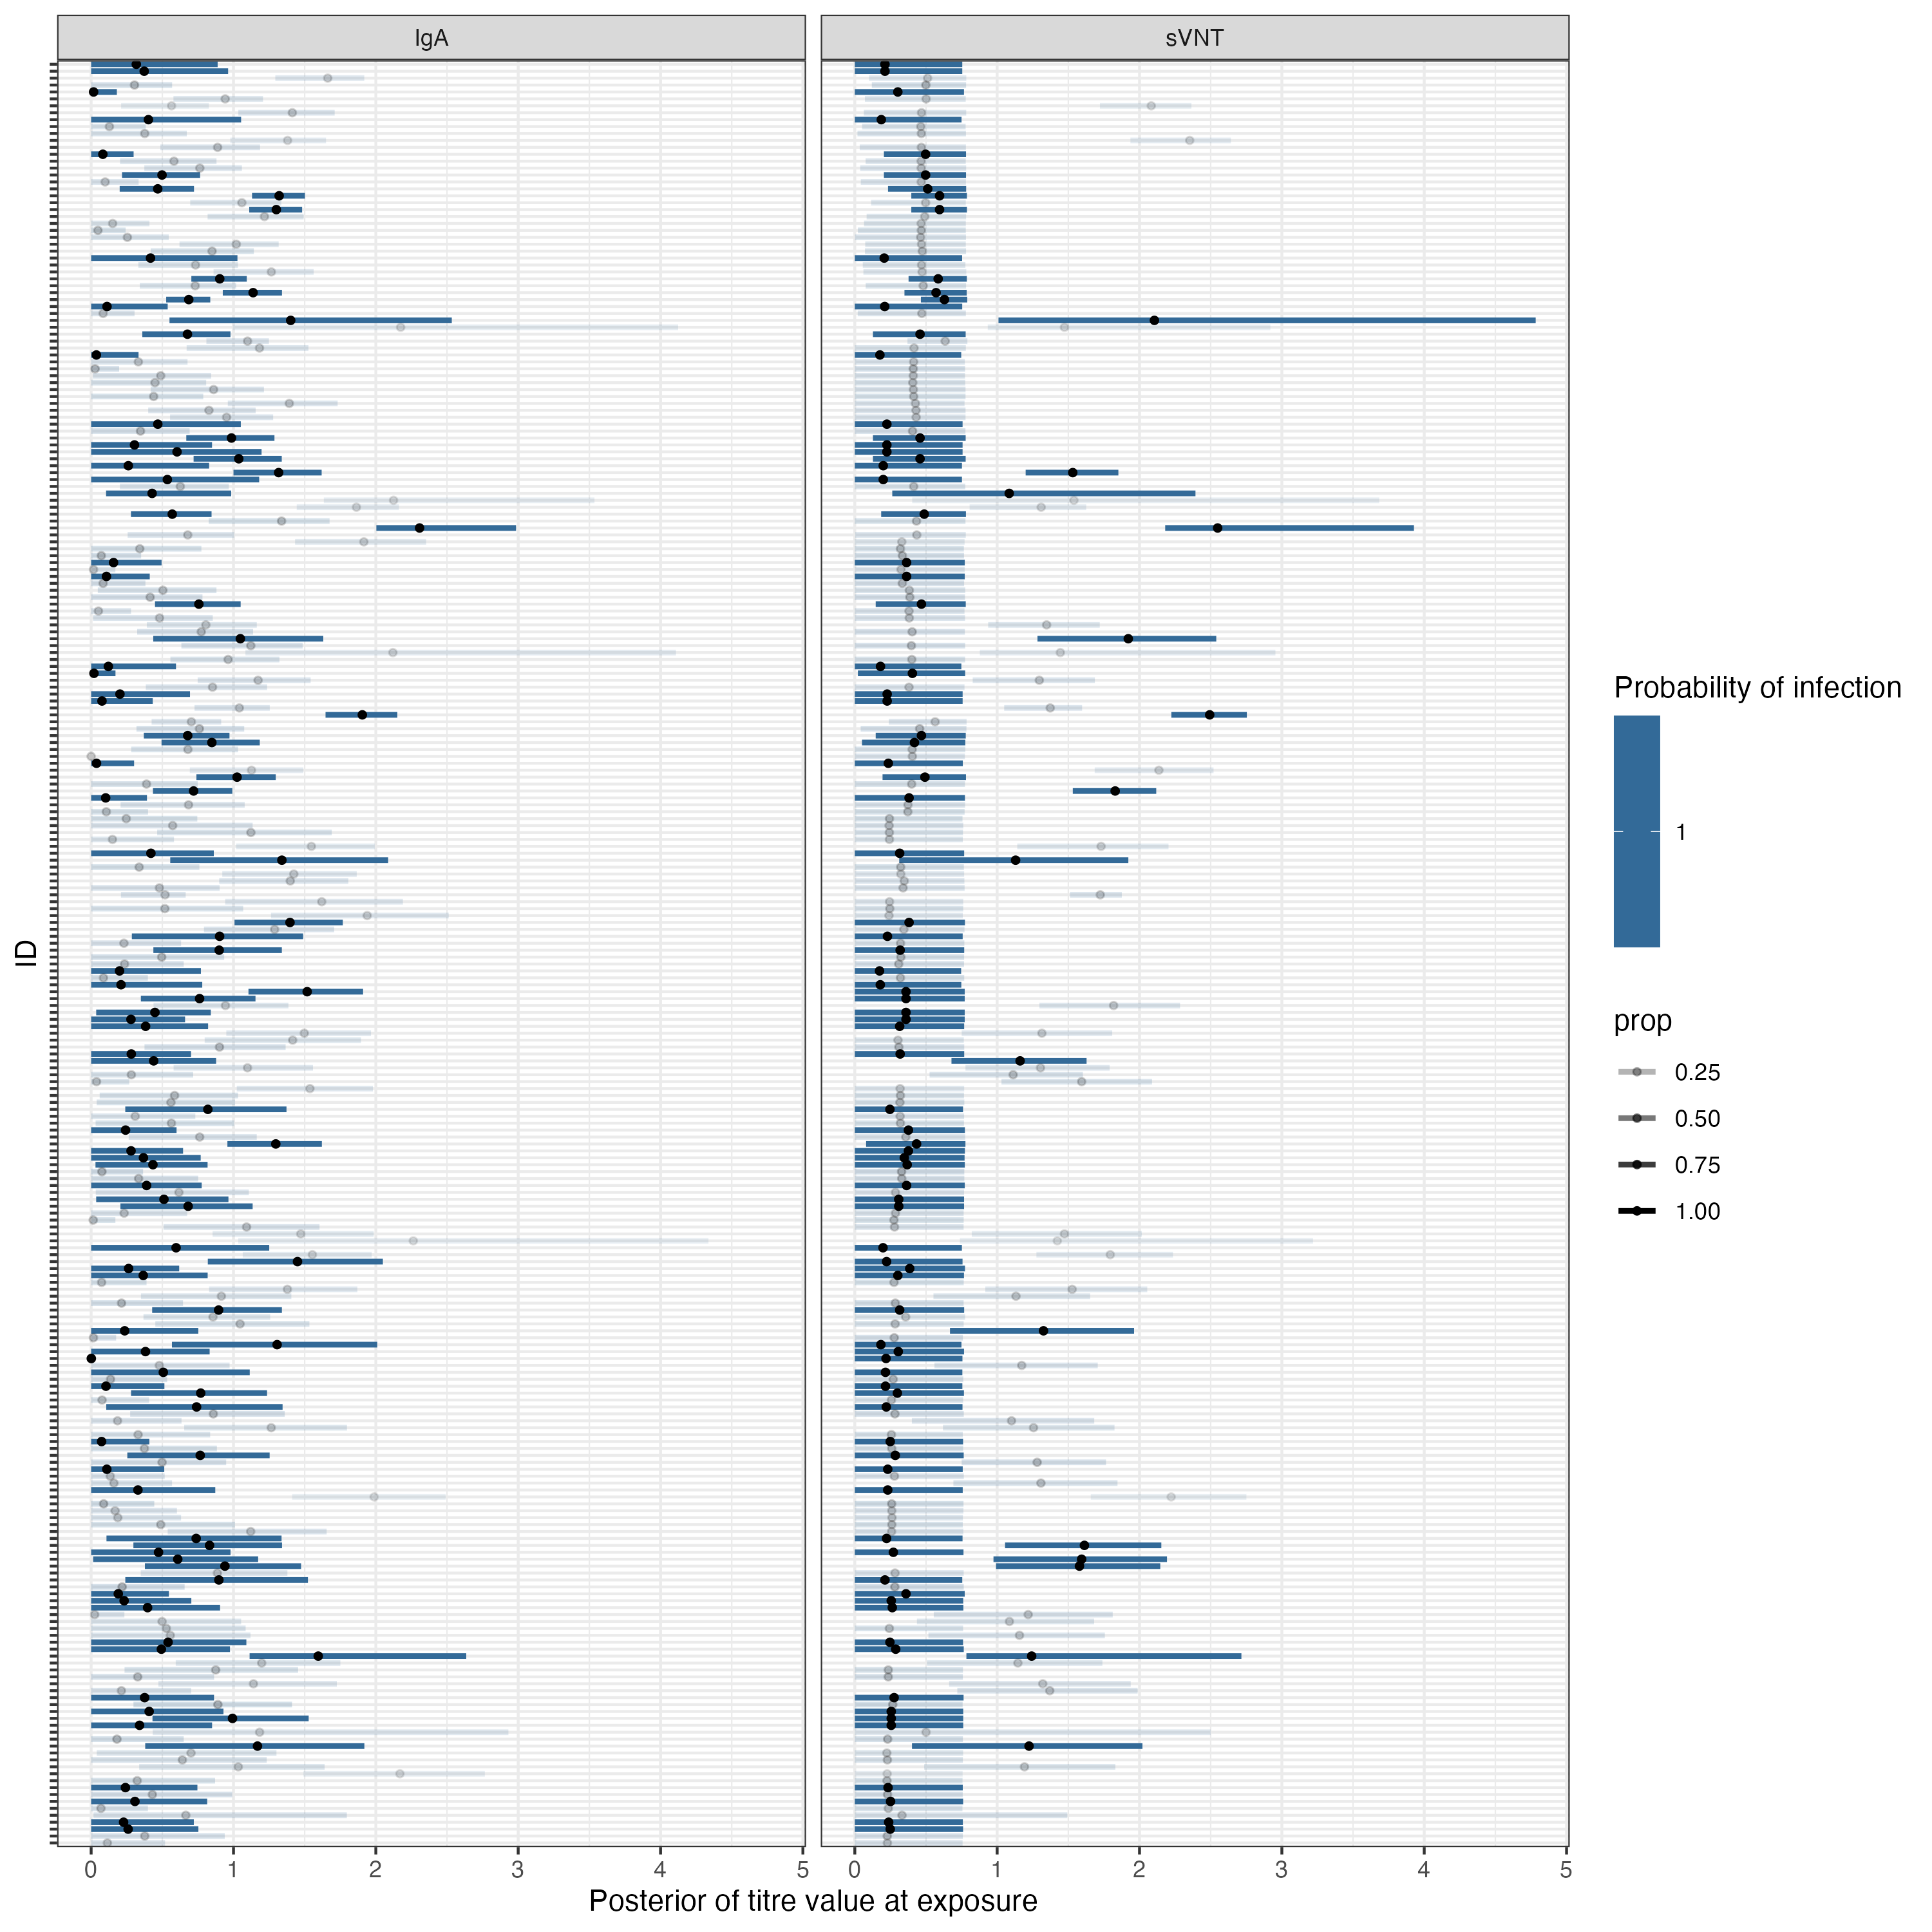 IgA
sVNT
ID
0 1 2 3 4 5
0 1 2 3 4 5
Posterior of titre value at exposure
Probability of infection
1
prop
0.25
0.50
0.75
1.00